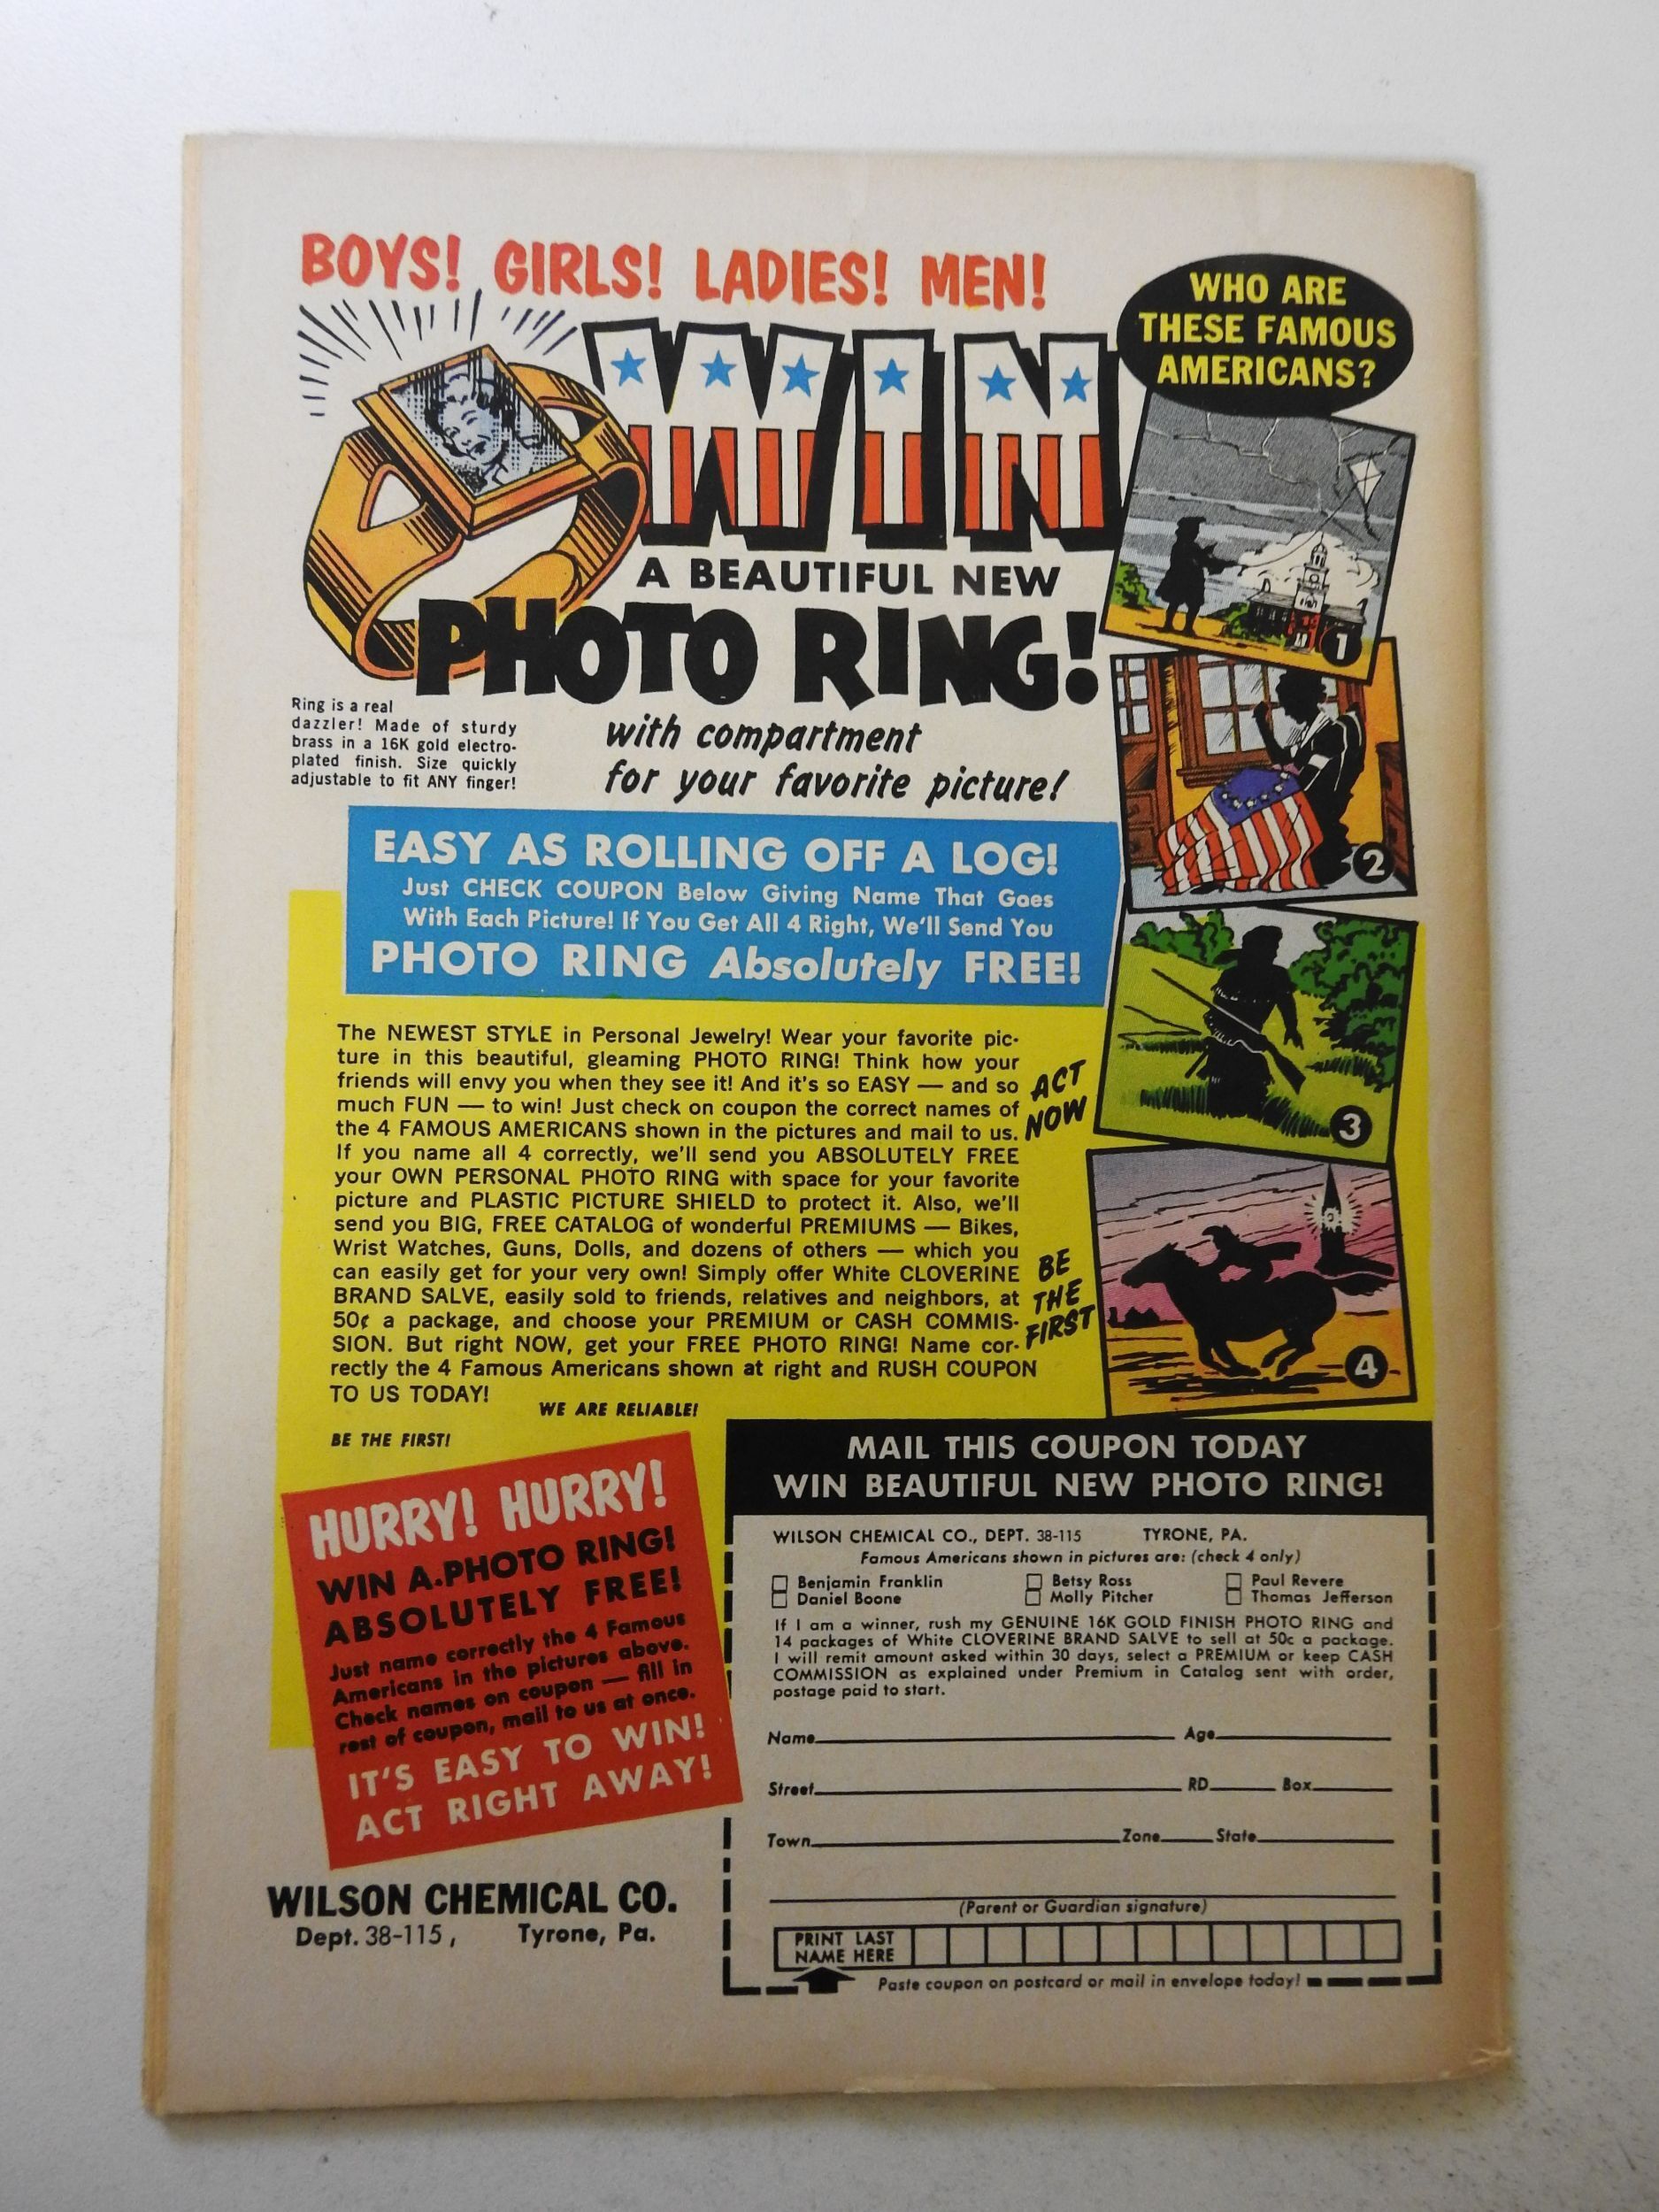 BOYS! GIRLS! LADIES! MEN!
WIN
A BEAUTIFUL NEW
PHOTO RING!
with compartment
for your favorite picture!
Ring is a real
dazzler! Made of sturdy
brass in a 16K gold electro-
plated finish. Size quickly
adjustable to fit ANY finger!
WHO ARE
THESE FAMOUS
AMERICANS?
1
2
3
4
EASY AS ROLLING OFF A LOG!
Just CHECK COUPON Below Giving Name That Goes
With Each Picture! If You Get All 4 Right, We'll Send You
PHOTO RING Absolutely FREE!
The NEWEST STYLE in Personal Jewelry! Wear your favorite pic-
ture in this beautiful, gleaming PHOTO RING! Think how your
friends will envy you when they see it! And it's so EASY — and so
much FUN — to win! Just check on coupon the correct names of
the 4 FAMOUS AMERICANS shown in the pictures and mail to us.
If you name all 4 correctly, we'll send you ABSOLUTELY FREE
your OWN PERSONAL PHOTO RING with space for your favorite
picture and PLASTIC PICTURE SHIELD to protect it. Also, we'll
send you BIG, FREE CATALOG of wonderful PREMIUMS — Bikes,
Wrist Watches, Guns, Dolls, and dozens of others — which you
can easily get for your very own! Simply offer White CLOVERINE
BRAND SALVE, easily sold to friends, relatives and neighbors, at
50¢ a package, and choose your PREMIUM or CASH COMMIS-
SION. But right NOW, get your FREE PHOTO RING! Name cor-
rectly the 4 Famous Americans shown at right and RUSH COUPON
TO US TODAY!
ACT
NOW
BE
THE
FIRST
WE ARE RELIABLE!
BE THE FIRST!
HURRY! HURRY!
WIN A.PHOTO RING!
ABSOLUTELY FREE!
Just name correctly the 4 Famous
Americans in the pictures above.
Check names on coupon — fill in
rest of coupon, mail to us at once.
IT'S EASY TO WIN!
ACT RIGHT AWAY!
WILSON CHEMICAL CO.
Dept. 38-115, Tyrone, Pa.
MAIL THIS COUPON TODAY
WIN BEAUTIFUL NEW PHOTO RING!
WILSON CHEMICAL CO., DEPT. 38-115 TYRONE, PA.
Famous Americans shown in pictures are: (check 4 only)
Benjamin Franklin Betsy Ross Paul Revere
Daniel Boone Molly Pitcher Thomas Jefferson
If I am a winner, rush my GENUINE 16K GOLD FINISH PHOTO RING and
14 packages of White CLOVERINE BRAND SALVE to sell at 50c a package.
I will remit amount asked within 30 days, select a PREMIUM or keep CASH
COMMISSION as explained under Premium in Catalog sent with order,
postage paid to start.
Name Age
Street RD Box
Town Zone State
(Parent or Guardian signature)
PRINT LAST
NAME HERE
Paste coupon on postcard or mail in envelope today!